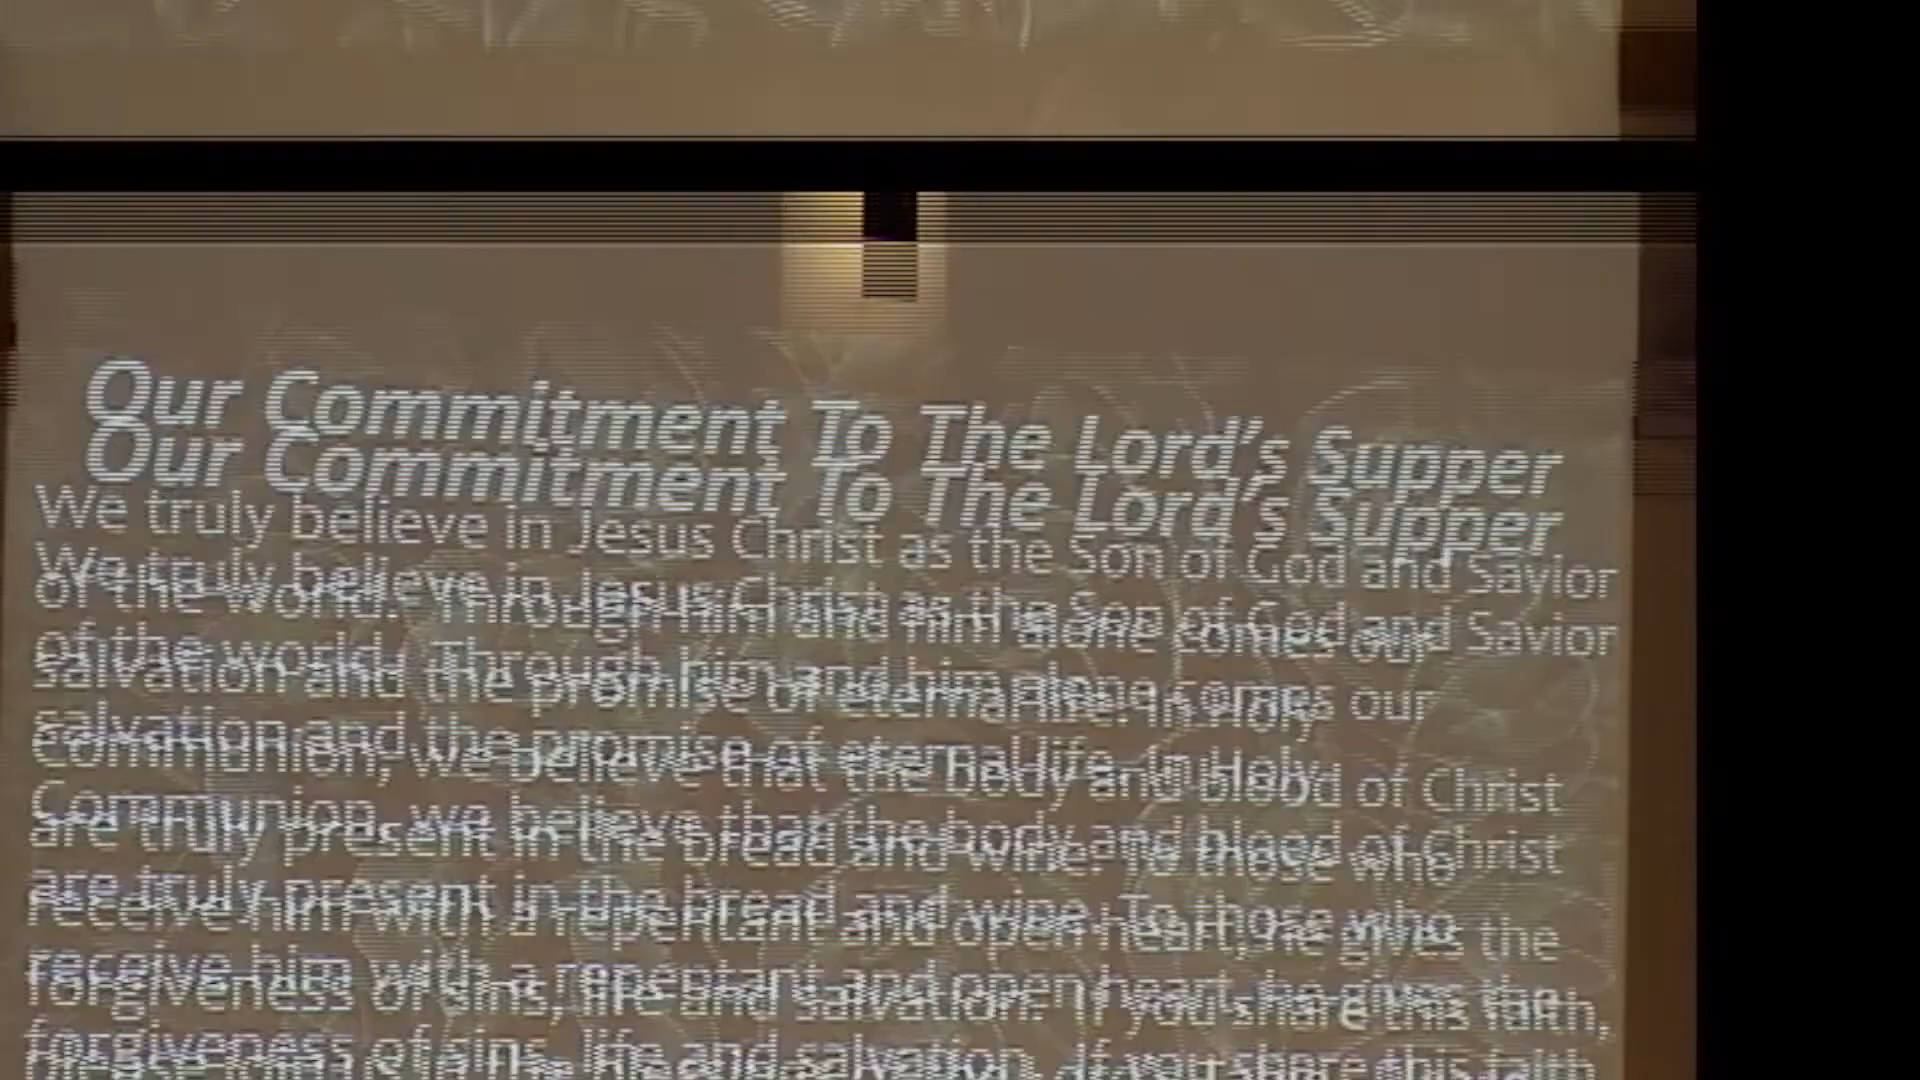 Our Commitment To The Lord's Supper
We truly believe in Jesus Christ as the Son of God and Savior
of the world. Through him and him alone comes our
salvation and the promise of eternal life. In Holy
Communion, we believe that the body and blood of Christ
are truly present in the bread and wine. To those who
receive him with a repentant and open heart, he gives the
forgiveness of sins, life and salvation. If you share this faith,